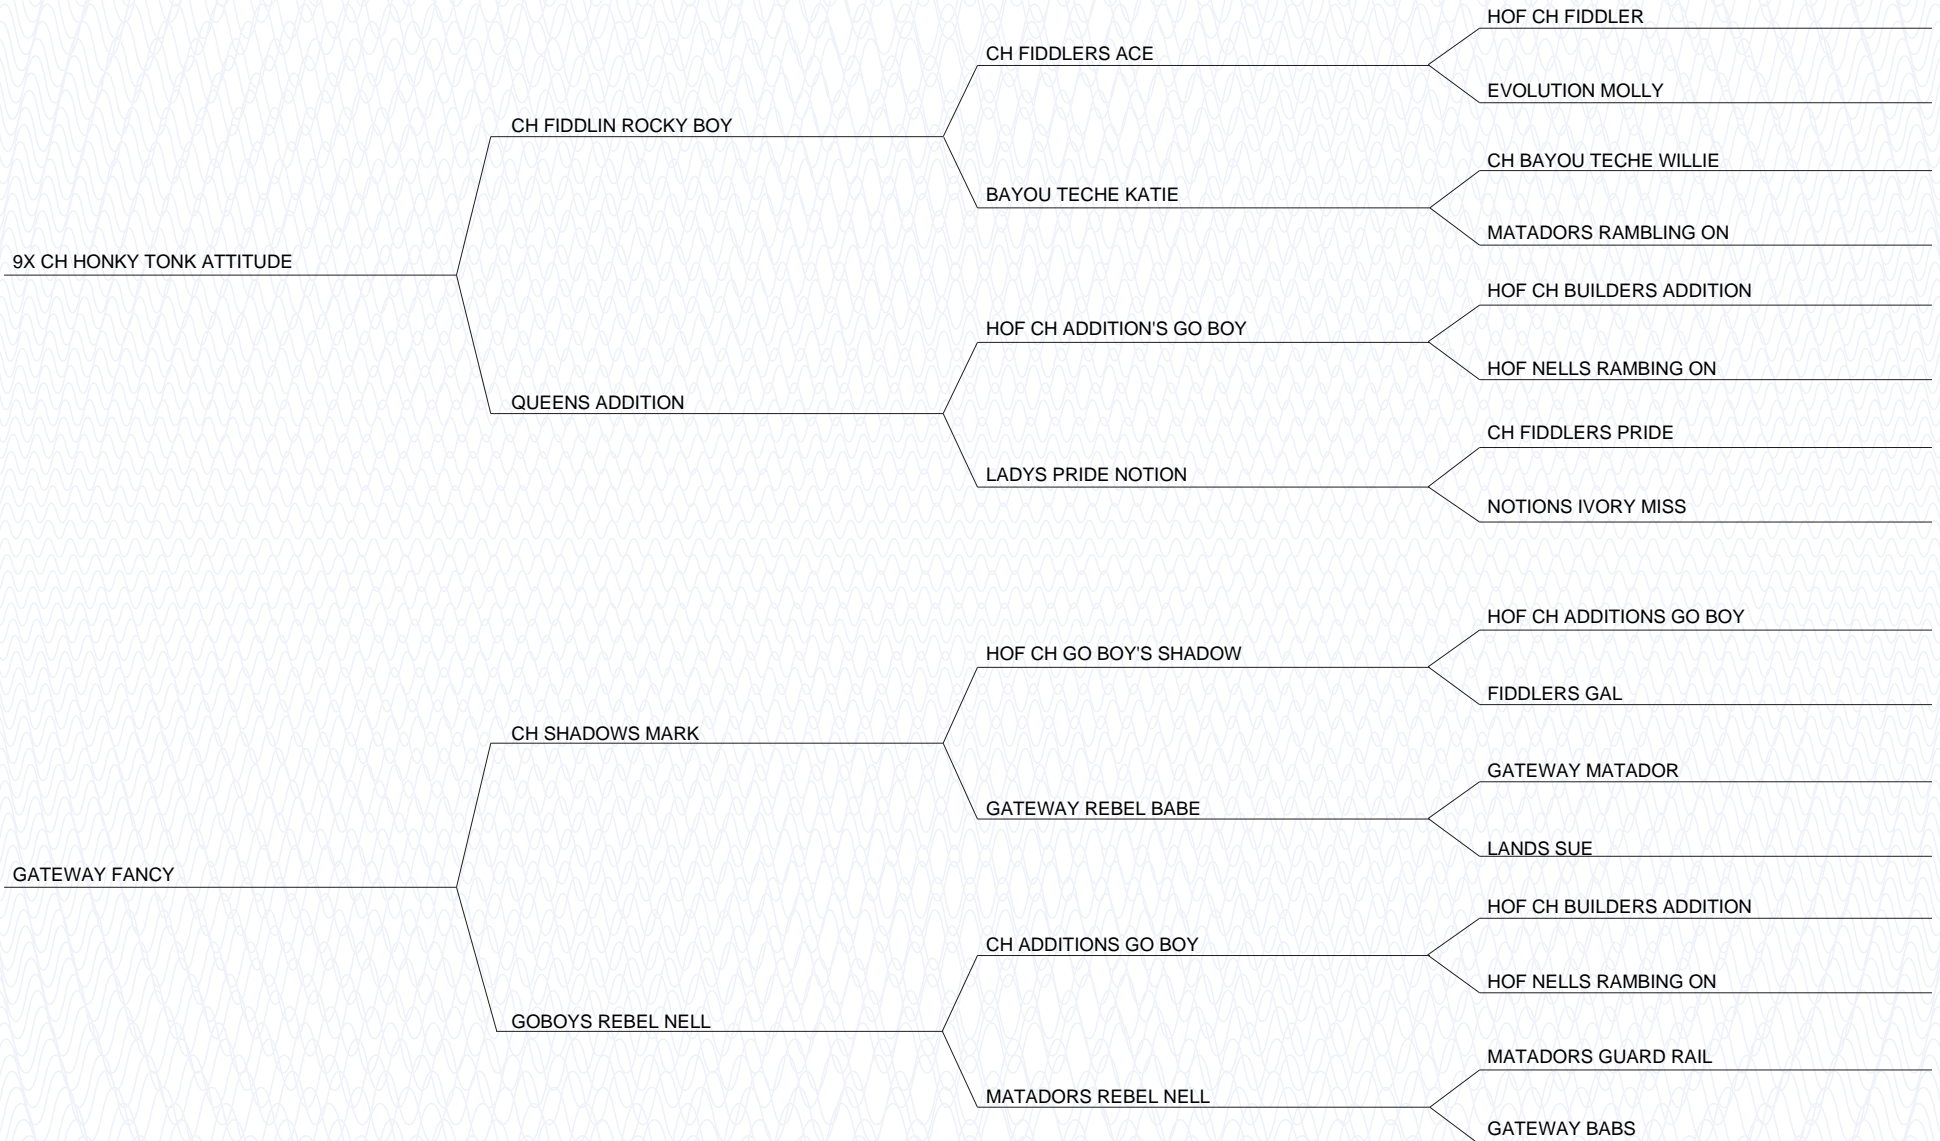 HOF CH FIDDLER
CH FIDDLERS ACE
EVOLUTION MOLLY
CH FIDDLIN ROCKY BOY
CH BAYOU TECHE WILLIE
BAYOU TECHE KATIE
MATADORS RAMBLING ON
9X CH HONKY TONK ATTITUDE
HOF CH BUILDERS ADDITION
HOF CH ADDITION'S GO BOY
HOF NELLS RAMBING ON
QUEENS ADDITION
CH FIDDLERS PRIDE
LADYS PRIDE NOTION
NOTIONS IVORY MISS
HOF CH ADDITIONS GO BOY
HOF CH GO BOY'S SHADOW
FIDDLERS GAL
CH SHADOWS MARK
GATEWAY MATADOR
GATEWAY REBEL BABE
LANDS SUE
GATEWAY FANCY
HOF CH BUILDERS ADDITION
CH ADDITIONS GO BOY
HOF NELLS RAMBING ON
GOBOYS REBEL NELL
MATADORS GUARD RAIL
MATADORS REBEL NELL
GATEWAY BABS